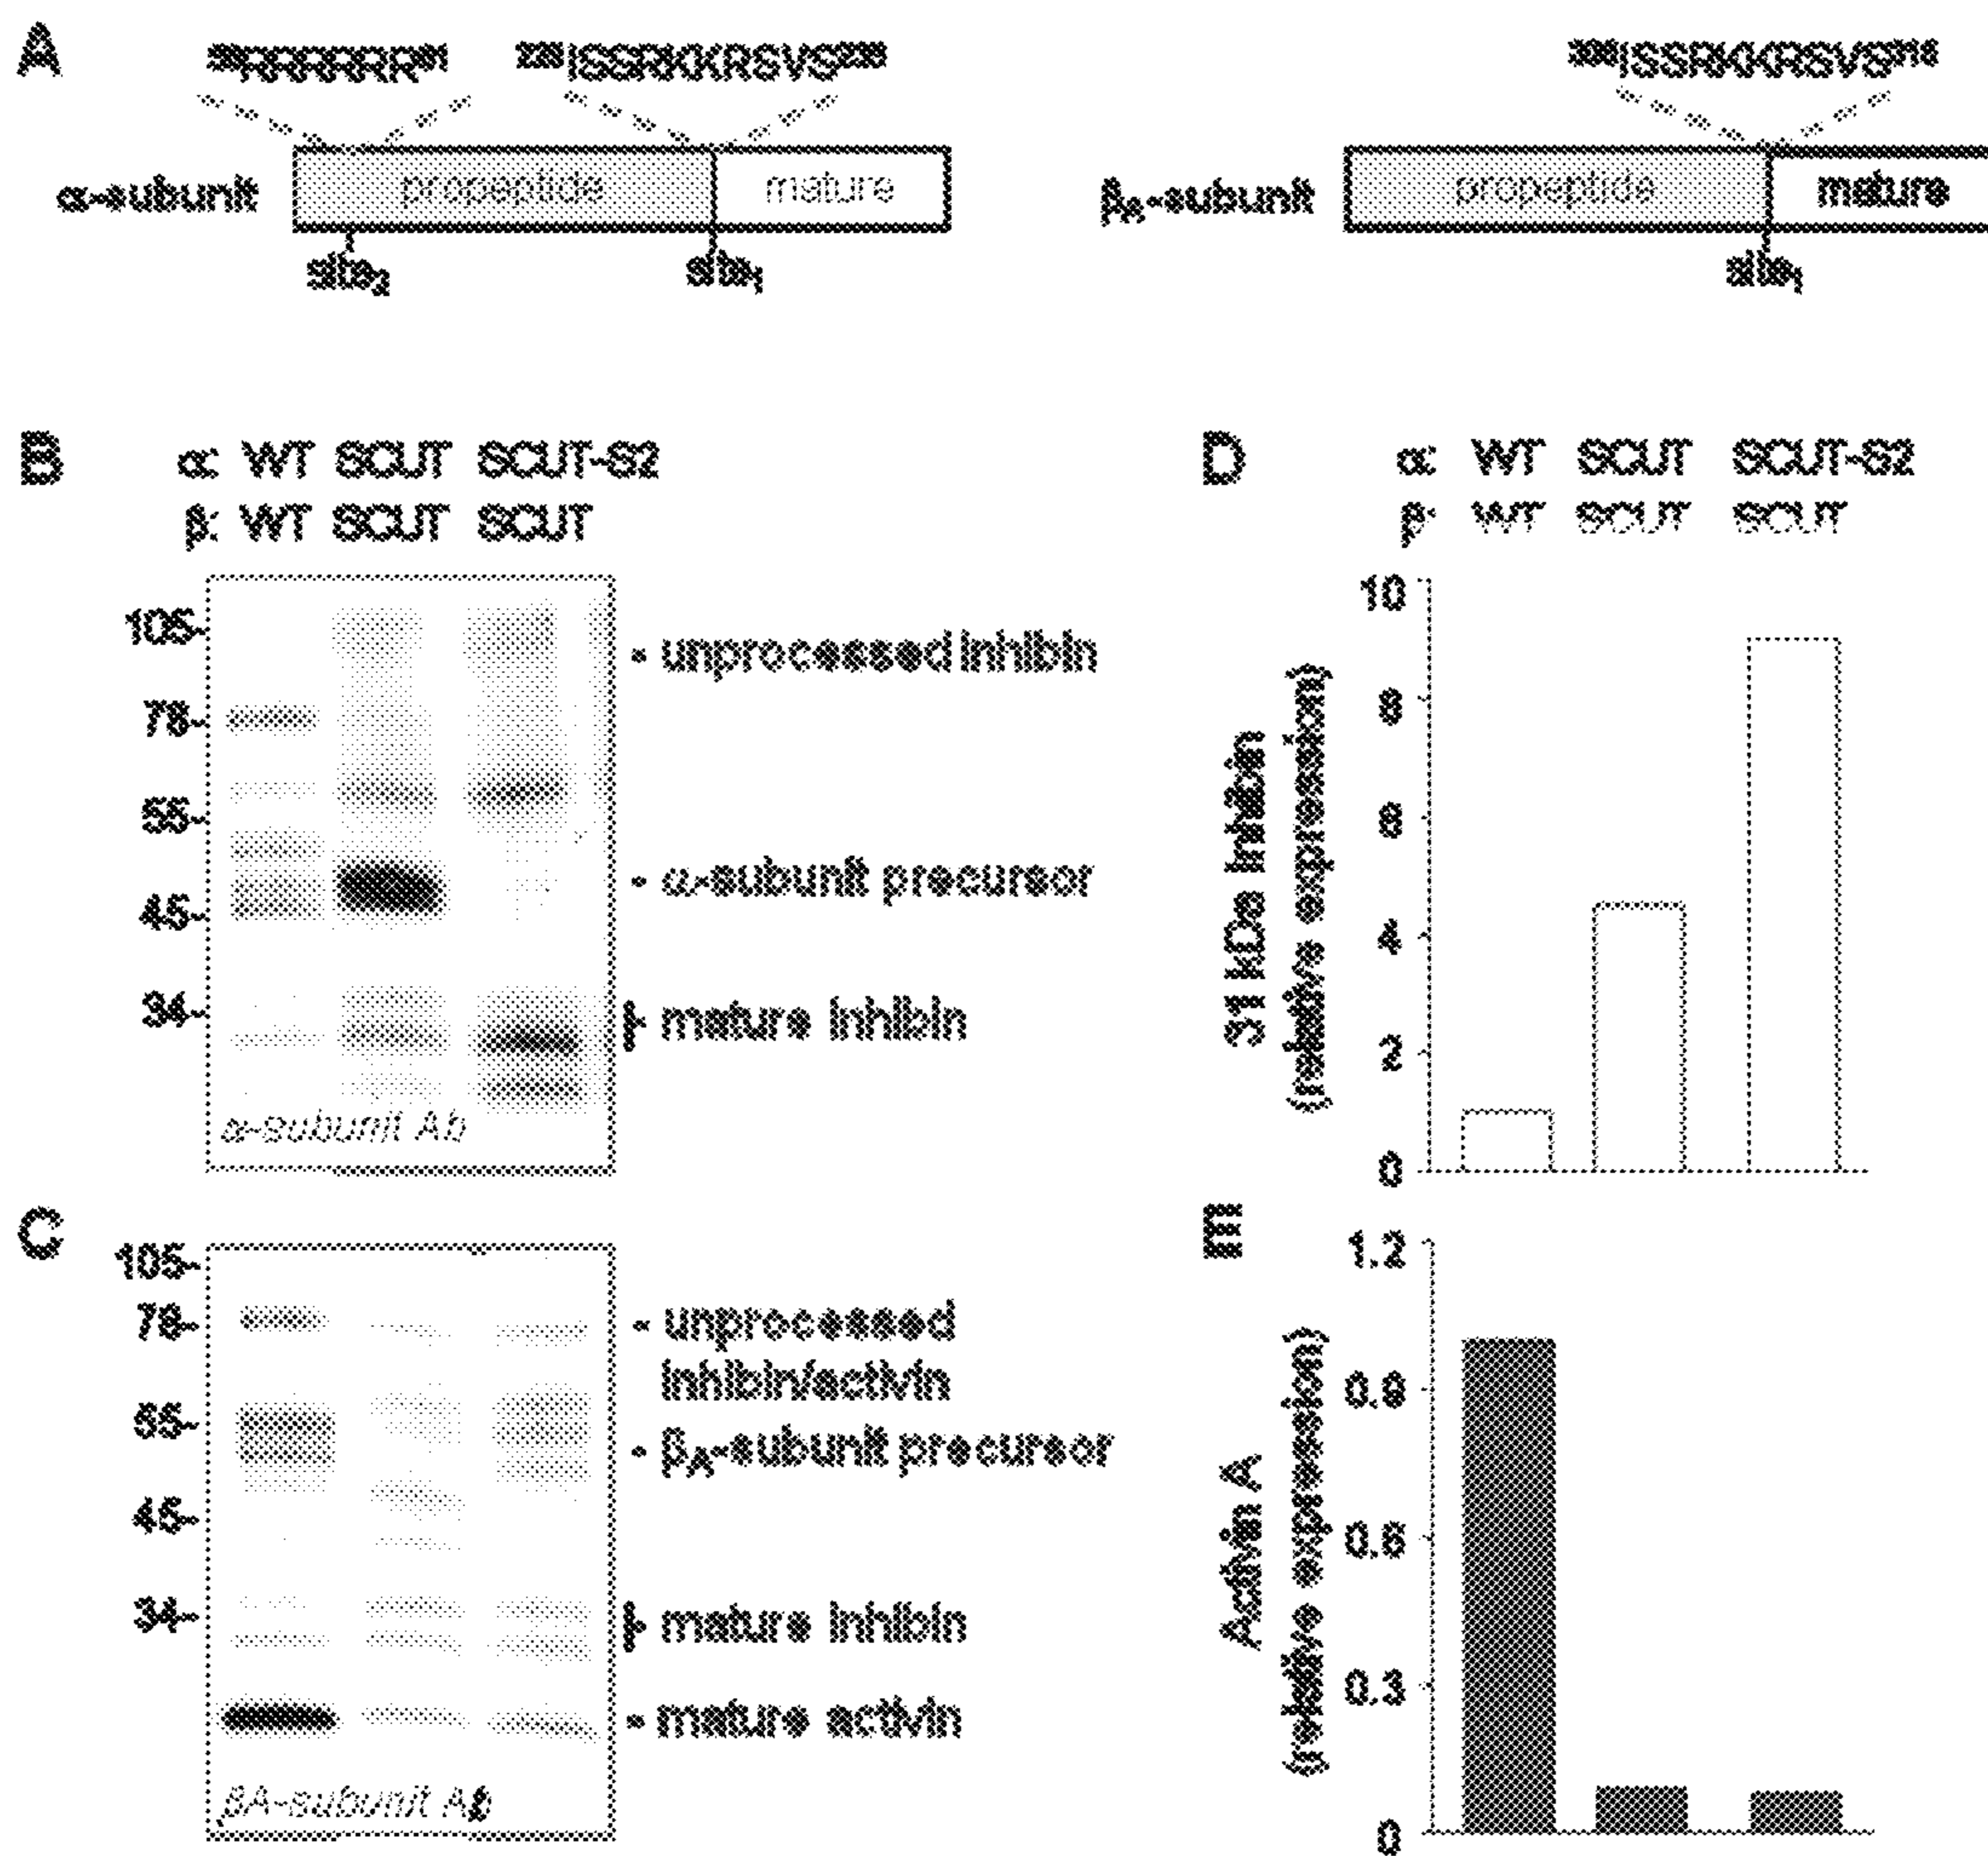 A
RRRRRR
ISSRKKRSVS
α-subunit
propeptide
mature
site2
site1
ISSRKKRSVS
βA-subunit
propeptide
mature
site1
B
α: WT SCUT SCUT-S2
β: WT SCUT SCUT
105-
78-
55-
45-
34-
- unprocessed inhibin
- α-subunit precursor
mature inhibin
α-subunit Ab
C
105-
78-
55-
45-
34-
- unprocessed
inhibin/activin
- βA-subunit precursor
mature inhibin
- mature activin
βA-subunit Ab
D
α: WT SCUT SCUT-S2
β: WT SCUT SCUT
31 kDa Inhibin
(relative expression)
10
8
6
4
2
0
E
Activin A
(relative expression)
1.2
0.9
0.6
0.3
0